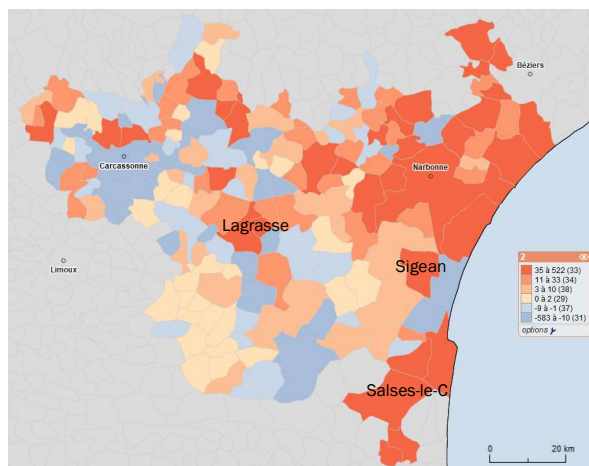 Béziers
Carcassonne
Narbonne
Lagrasse
Limoux
Sigean
2
35 à 522 (33)
11 à 33 (34)
3 à 10 (38)
0 à 2 (29)
-9 à -1 (37)
-583 à -10 (31)
options
Salses-le-C
0 20 km